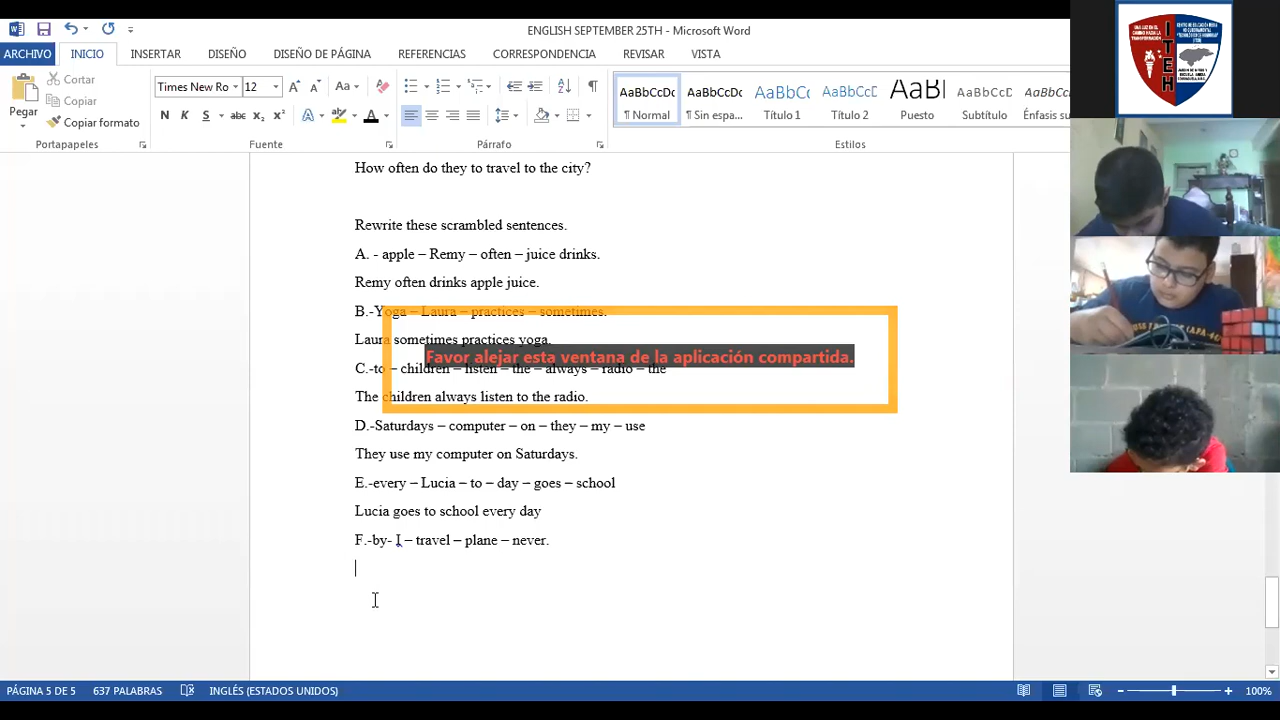 ENGLISH SEPTEMBER 25TH - Microsoft Word
ARCHIVO INICIO INSERTAR DISEÑO DISEÑO DE PÁGINA REFERENCIAS CORRESPONDENCIA REVISAR VISTA
Pegar
Cortar
Copiar
Copiar formato
Portapapeles
Times New Ro 12
Fuente
Párrafo
AaBbCcDc AaBbCcDc AaBbCc AaBbCcD AaBl AaBbCcD AaBbCcDc
¶ Normal ¶ Sin espa... Título 1 Título 2 Puesto Subtítulo Énfasis su
Estilos
How often do they to travel to the city?
Rewrite these scrambled sentences.
A. - apple – Remy – often – juice drinks.
Remy often drinks apple juice.
B.-Yoga – Laura – practices – sometimes.
Laura sometimes practices yoga.
Favor alejar esta ventana de la aplicación compartida.
C.-to – children – listen – the – always – radio – the
The children always listen to the radio.
D.-Saturdays – computer – on – they – my – use
They use my computer on Saturdays.
E.-every – Lucia – to – day – goes – school
Lucia goes to school every day
F.-by- I – travel – plane – never.
PÁGINA 5 DE 5 637 PALABRAS INGLÉS (ESTADOS UNIDOS) 100%
ITEH